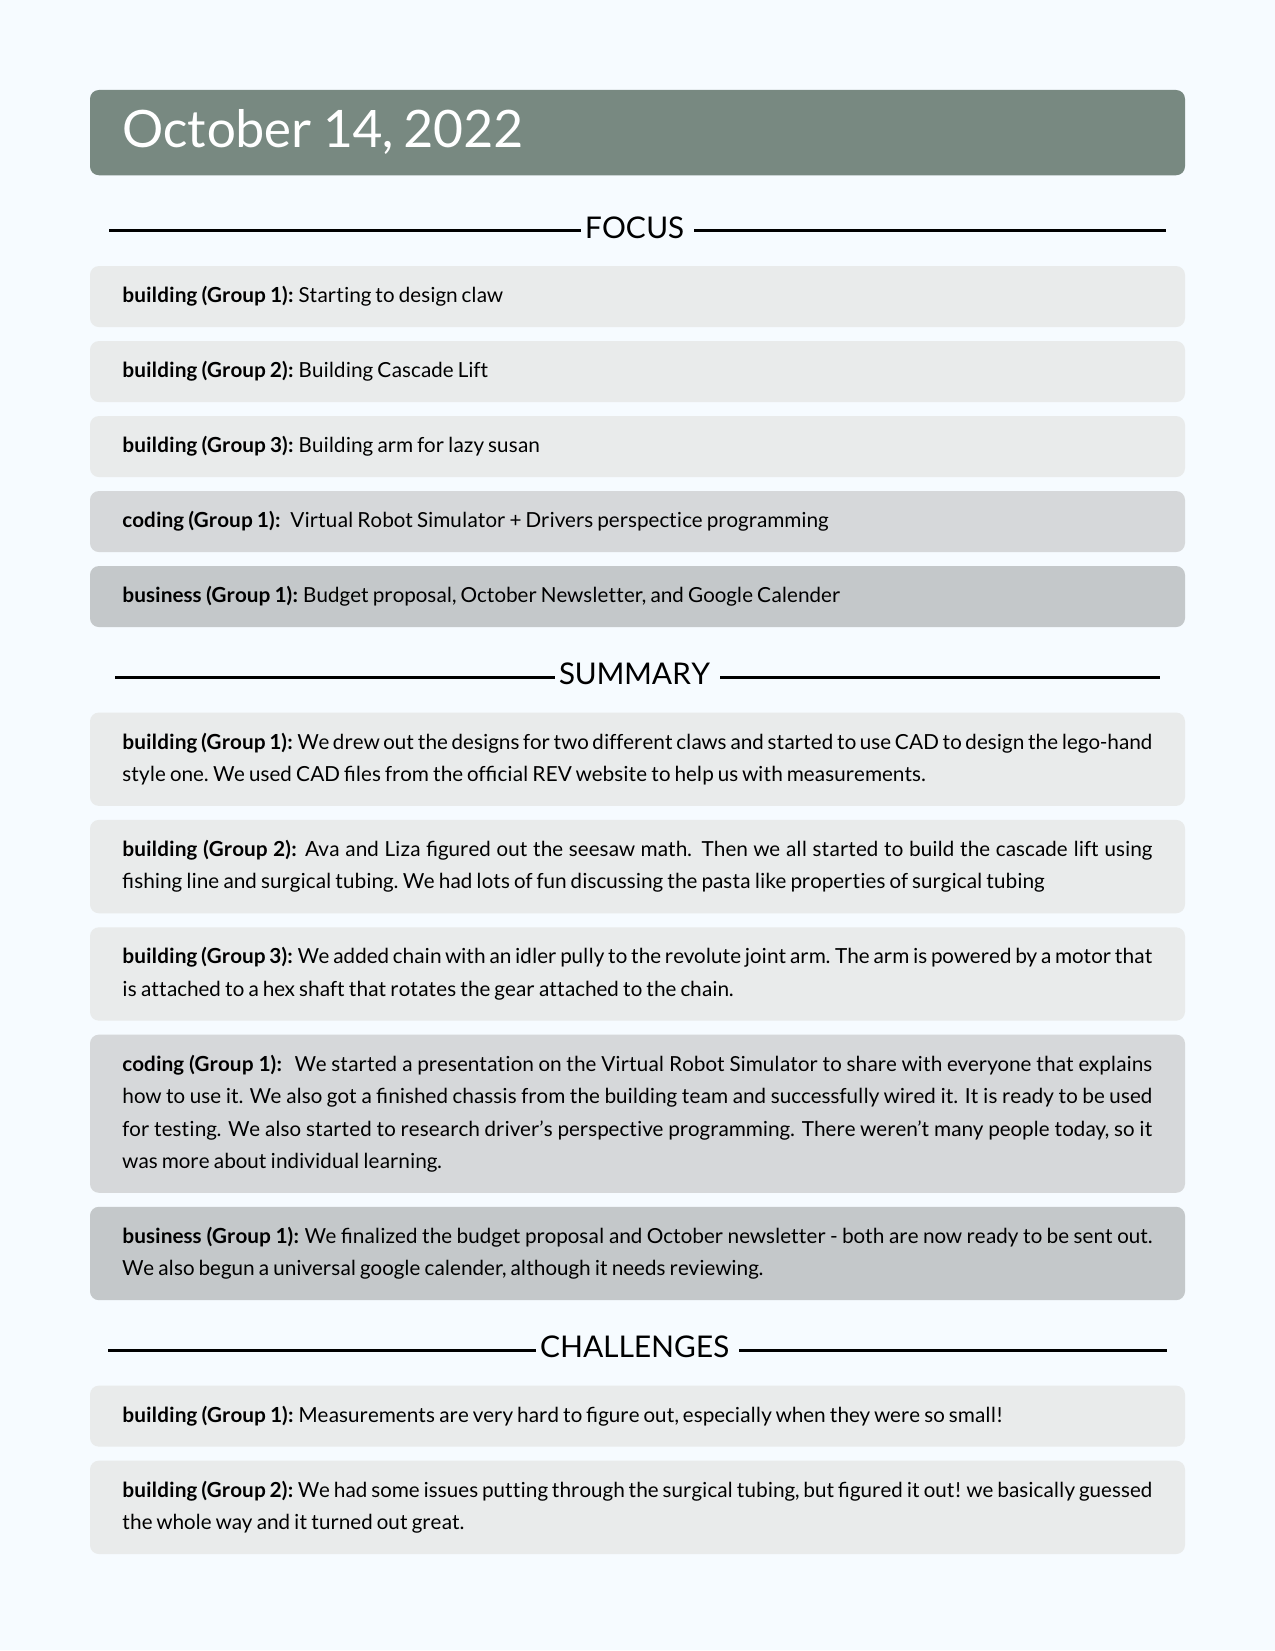 October 14, 2022
FOCUS
building (Group 1): Starting to design claw
building (Group 2): Building Cascade Lift
building (Group 3): Building arm for lazy susan
coding (Group 1): Virtual Robot Simulator + Drivers perspectice programming
business (Group 1): Budget proposal, October Newsletter, and Google Calender
SUMMARY
building (Group 1): We drew out the designs for two different claws and started to use CAD to design the lego-hand
style one. We used CAD files from the official REV website to help us with measurements.
building (Group 2): Ava and Liza figured out the seesaw math. Then we all started to build the cascade lift using
fishing line and surgical tubing. We had lots of fun discussing the pasta like properties of surgical tubing
building (Group 3): We added chain with an idler pully to the revolute joint arm. The arm is powered by a motor that
is attached to a hex shaft that rotates the gear attached to the chain.
coding (Group 1): We started a presentation on the Virtual Robot Simulator to share with everyone that explains
how to use it. We also got a finished chassis from the building team and successfully wired it. It is ready to be used
for testing. We also started to research driver's perspective programming. There weren't many people today, so it
was more about individual learning.
business (Group 1): We finalized the budget proposal and October newsletter - both are now ready to be sent out.
We also begun a universal google calender, although it needs reviewing.
CHALLENGES
building (Group 1): Measurements are very hard to figure out, especially when they were so small!
building (Group 2): We had some issues putting through the surgical tubing, but figured it out! we basically guessed
the whole way and it turned out great.